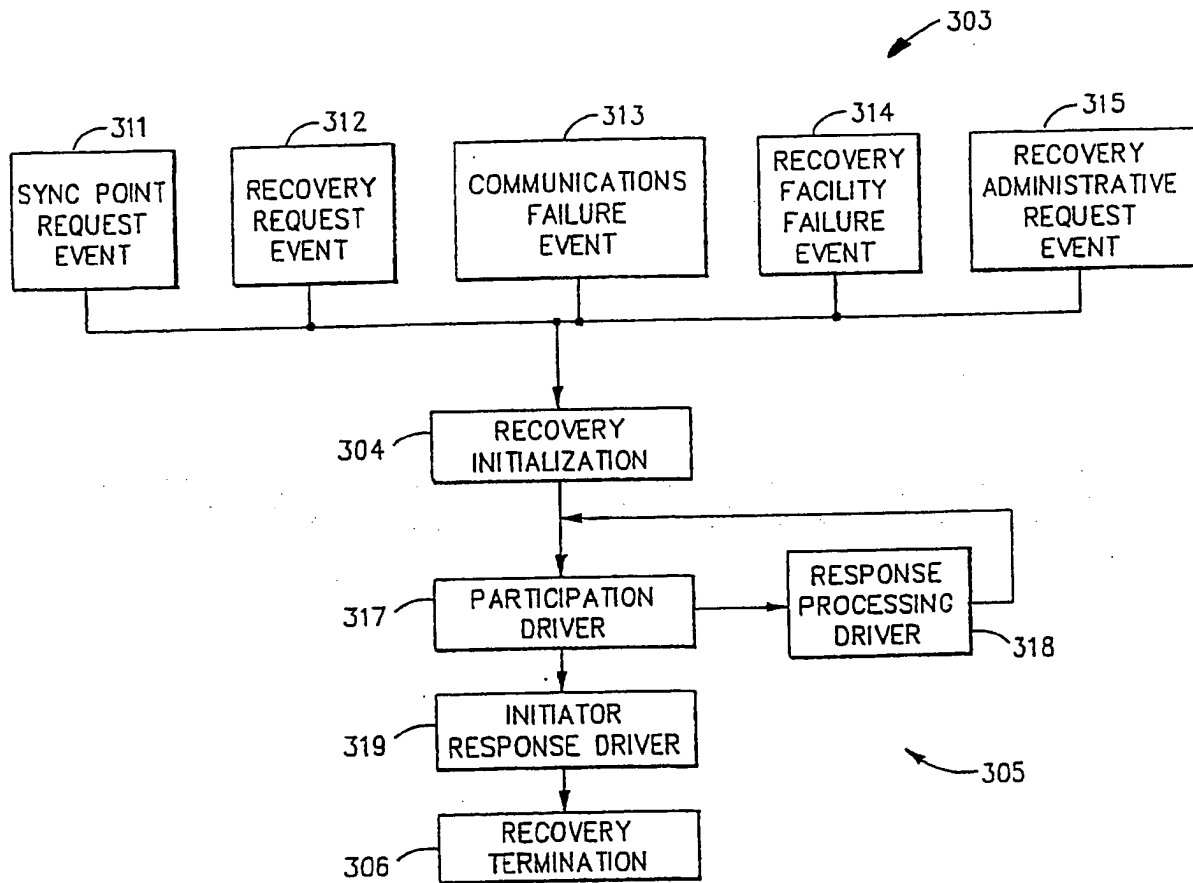 303
311
312
313
314
315
SYNC POINT
REQUEST
EVENT
RECOVERY
REQUEST
EVENT
COMMUNICATIONS
FAILURE
EVENT
RECOVERY
FACILITY
FAILURE
EVENT
RECOVERY
ADMINISTRATIVE
REQUEST
EVENT
304
RECOVERY
INITIALIZATION
317
PARTICIPATION
DRIVER
RESPONSE
PROCESSING
DRIVER
318
319
INITIATOR
RESPONSE DRIVER
305
306
RECOVERY
TERMINATION